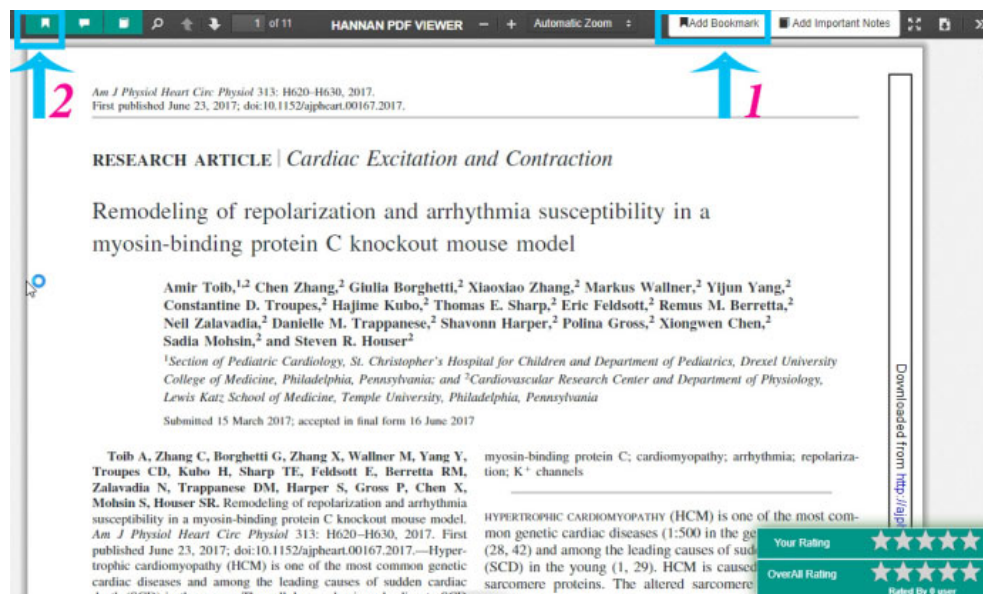 1 of 11 HANNAN PDF VIEWER − + Automatic Zoom Add Bookmark Add Important Notes
2
1
Am J Physiol Heart Circ Physiol 313: H620–H630, 2017.
First published June 23, 2017; doi:10.1152/ajpheart.00167.2017.
RESEARCH ARTICLE | Cardiac Excitation and Contraction
Remodeling of repolarization and arrhythmia susceptibility in a
myosin-binding protein C knockout mouse model
Amir Toib,1,2 Chen Zhang,2 Giulia Borghetti,2 Xiaoxiao Zhang,2 Markus Wallner,2 Yijun Yang,2
Constantine D. Troupes,2 Hajime Kubo,2 Thomas E. Sharp,2 Eric Feldsott,2 Remus M. Berretta,2
Neil Zalavadia,2 Danielle M. Trappanese,2 Shavonn Harper,2 Polina Gross,2 Xiongwen Chen,2
Sadia Mohsin,2 and Steven R. Houser2
1Section of Pediatric Cardiology, St. Christopher's Hospital for Children and Department of Pediatrics, Drexel University
College of Medicine, Philadelphia, Pennsylvania; and 2Cardiovascular Research Center and Department of Physiology,
Lewis Katz School of Medicine, Temple University, Philadelphia, Pennsylvania
Submitted 15 March 2017; accepted in final form 16 June 2017
Toib A, Zhang C, Borghetti G, Zhang X, Wallner M, Yang Y,
Troupes CD, Kubo H, Sharp TE, Feldsott E, Berretta RM,
Zalavadia N, Trappanese DM, Harper S, Gross P, Chen X,
Mohsin S, Houser SR. Remodeling of repolarization and arrhythmia
susceptibility in a myosin-binding protein C knockout mouse model.
Am J Physiol Heart Circ Physiol 313: H620–H630, 2017. First
published June 23, 2017; doi:10.1152/ajpheart.00167.2017.—Hyper-
trophic cardiomyopathy (HCM) is one of the most common genetic
cardiac diseases and among the leading causes of sudden cardiac
myosin-binding protein C; cardiomyopathy; arrhythmia; repolariza-
tion; K+ channels
HYPERTROPHIC CARDIOMYOPATHY (HCM) is one of the most com-
mon genetic cardiac diseases (1:500 in the ge
(28, 42) and among the leading causes of sud
(SCD) in the young (1, 29). HCM is caused
sarcomere proteins. The altered sarcomere
Downloaded from http://ajp
Your Rating
OverAll Rating
Rated By 0 user